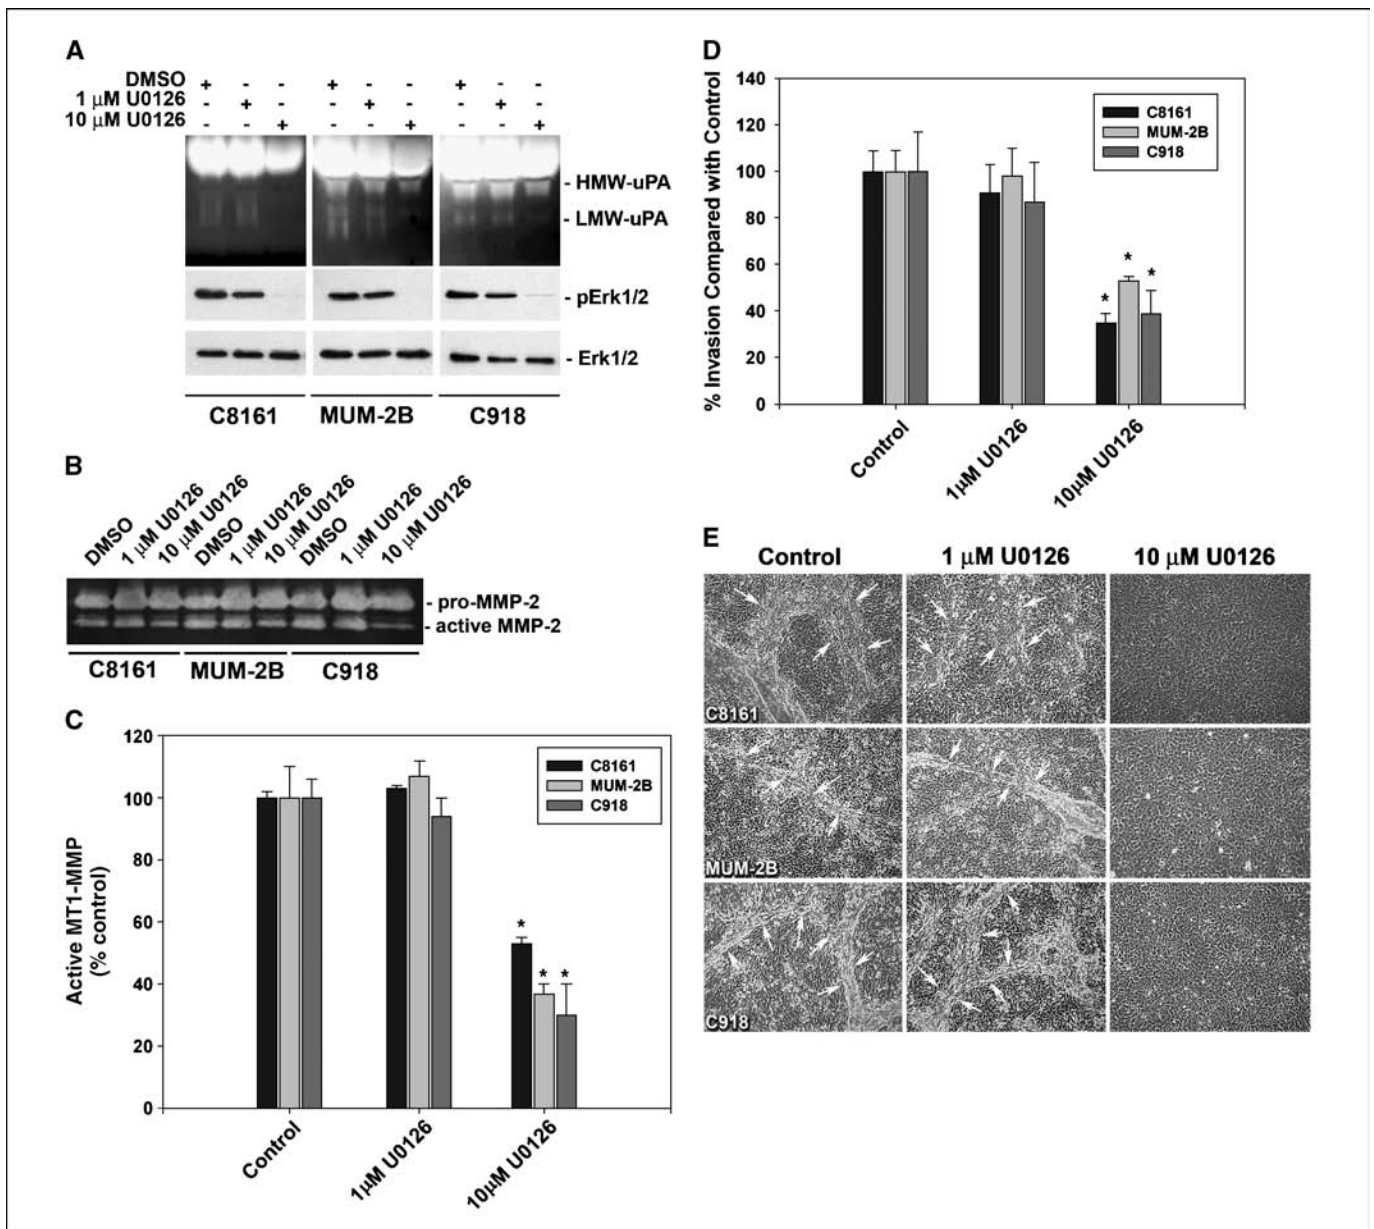 A
DMSO + - - + - - + - -
1 μM U0126 - + - - + - - + -
10 μM U0126 - - + - - + - - +
- HMW-uPA
- LMW-uPA
- pErk1/2
- Erk1/2
C8161 MUM-2B C918
B
DMSO
1 μM U0126
10 μM U0126
DMSO
1 μM U0126
10 μM U0126
DMSO
1 μM U0126
10 μM U0126
- pro-MMP-2
- active MMP-2
C8161 MUM-2B C918
C
Active MT1-MMP
(% control)
120
100
80
60
40
20
0
C8161
MUM-2B
C918
*
* *
Control
1μM U0126
10μM U0126
D
% Invasion Compared with Control
140
120
100
80
60
40
20
0
C8161
MUM-2B
C918
* * *
Control
1μM U0126
10μM U0126
E
Control 1 μM U0126 10 μM U0126
C8161
MUM-2B
C918